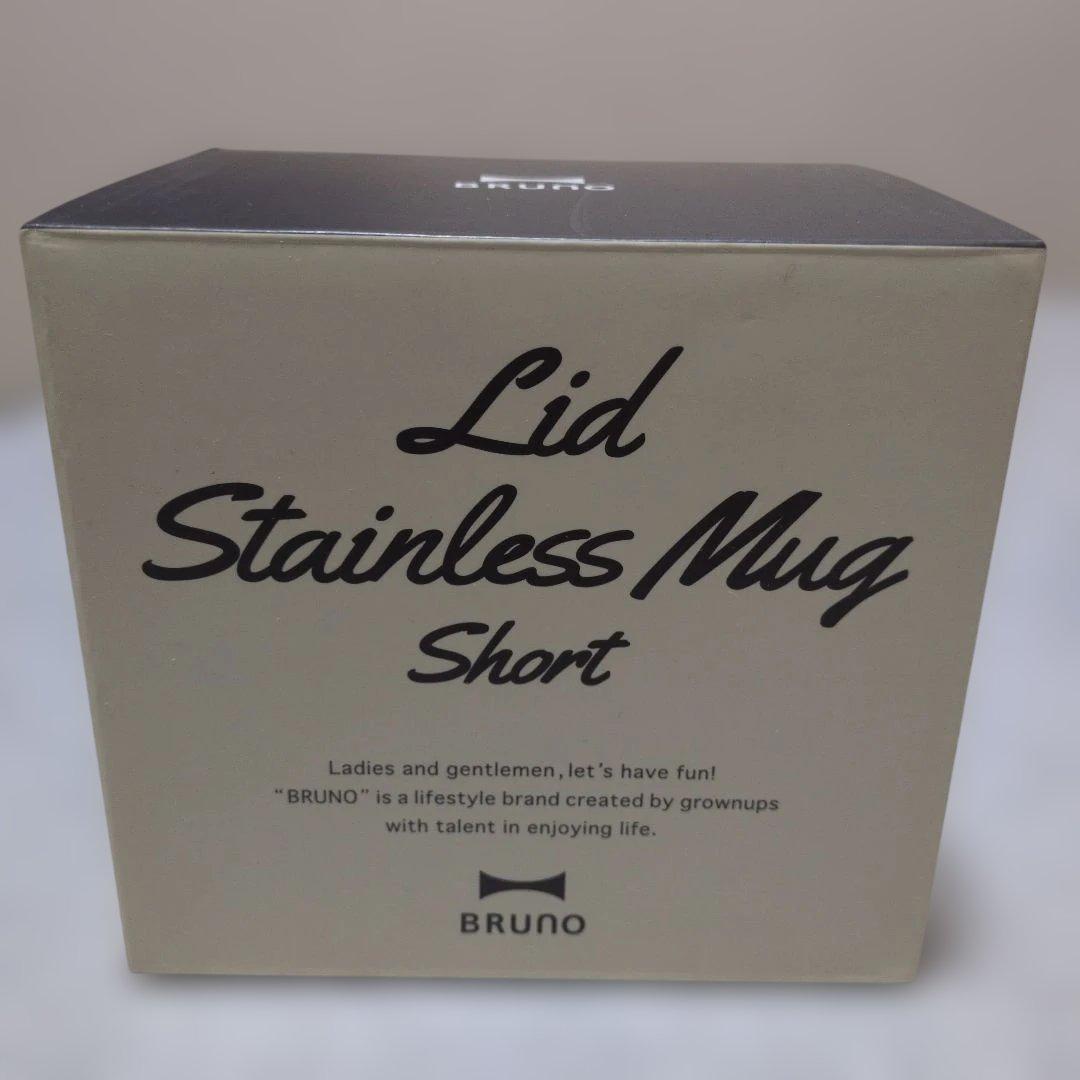 BRUNO
Lid
Stainless Mug
Short
Ladies and gentlemen, let's have fun!
"BRUNO" is a lifestyle brand created by grownups
with talent in enjoying life.
BRUNO